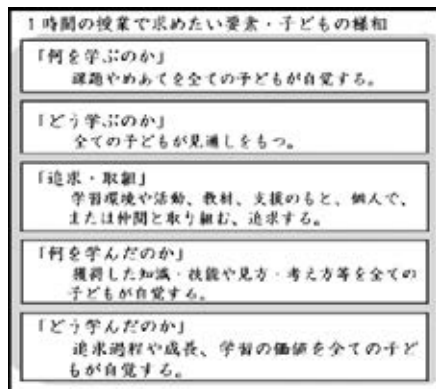 1時間の授業で求めたい要素・子どもの様相
「何を学ぶのか」
課題やめあてを全ての子どもが自覚する。
「どう学ぶのか」
全ての子どもが見通しをもつ。
「追求・取組」
学習環境や活動、教材、支援のもと、個人で、
または仲間と取り組む、追求する。
「何を学んだのか」
獲得した知識・技能や見方・考え方等を全ての
子どもが自覚する。
「どう学んだのか」
追求過程や成長、学習の価値を全ての子ど
もが自覚する。